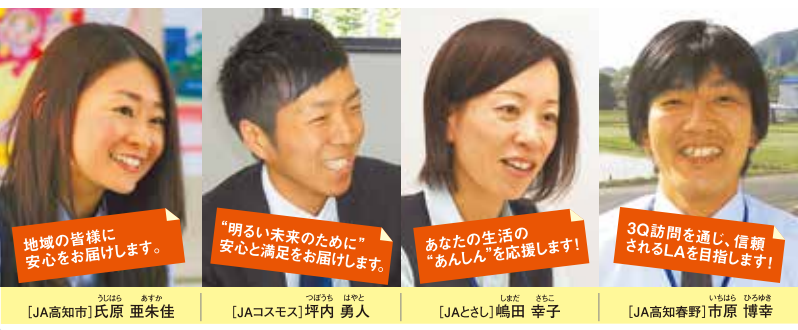 地域の皆様に
安心をお届けします。
“明るい未来のために”
安心と満足をお届けします。
あなたの生活の
“あんしん”を応援します！
3Q訪問を通じ、信頼
されるLAを目指します！
うじはら あすか
[JA高知市]氏原 亜朱佳
つぼうち はやと
[JAコスモス]坪内 勇人
しまだ さちこ
[JAとさし]嶋田 幸子
いちはら ひろゆき
[JA高知春野]市原 博幸